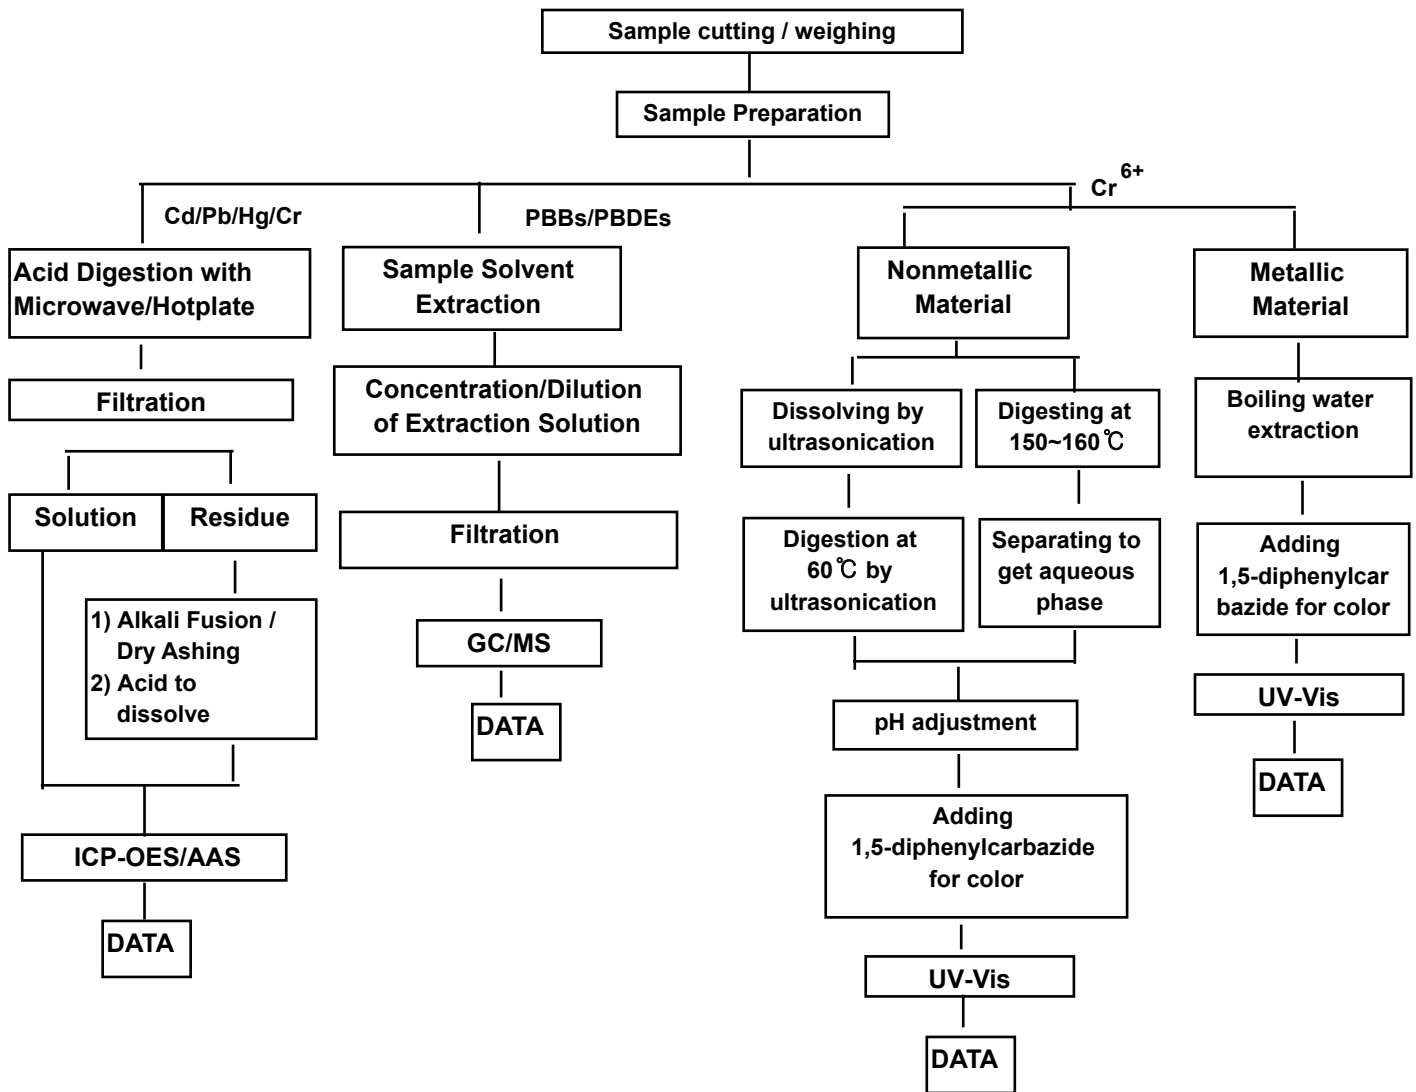 Sample cutting / weighing
Sample Preparation
Cr 6+
Cd/Pb/Hg/Cr
PBBs/PBDEs
Acid Digestion with
Microwave/Hotplate
Filtration
Solution
Residue
1) Alkali Fusion /
Dry Ashing
2) Acid to
dissolve
ICP-OES/AAS
DATA
Sample Solvent
Extraction
Concentration/Dilution
of Extraction Solution
Filtration
GC/MS
DATA
Nonmetallic
Material
Dissolving by
ultrasonication
Digestion at
60℃ by
ultrasonication
Digesting at
150~160℃
Separating to
get aqueous
phase
pH adjustment
Adding
1,5-diphenylcarbazide
for color
UV-Vis
DATA
Metallic
Material
Boiling water
extraction
Adding
1,5-diphenylcar
bazide for color
UV-Vis
DATA